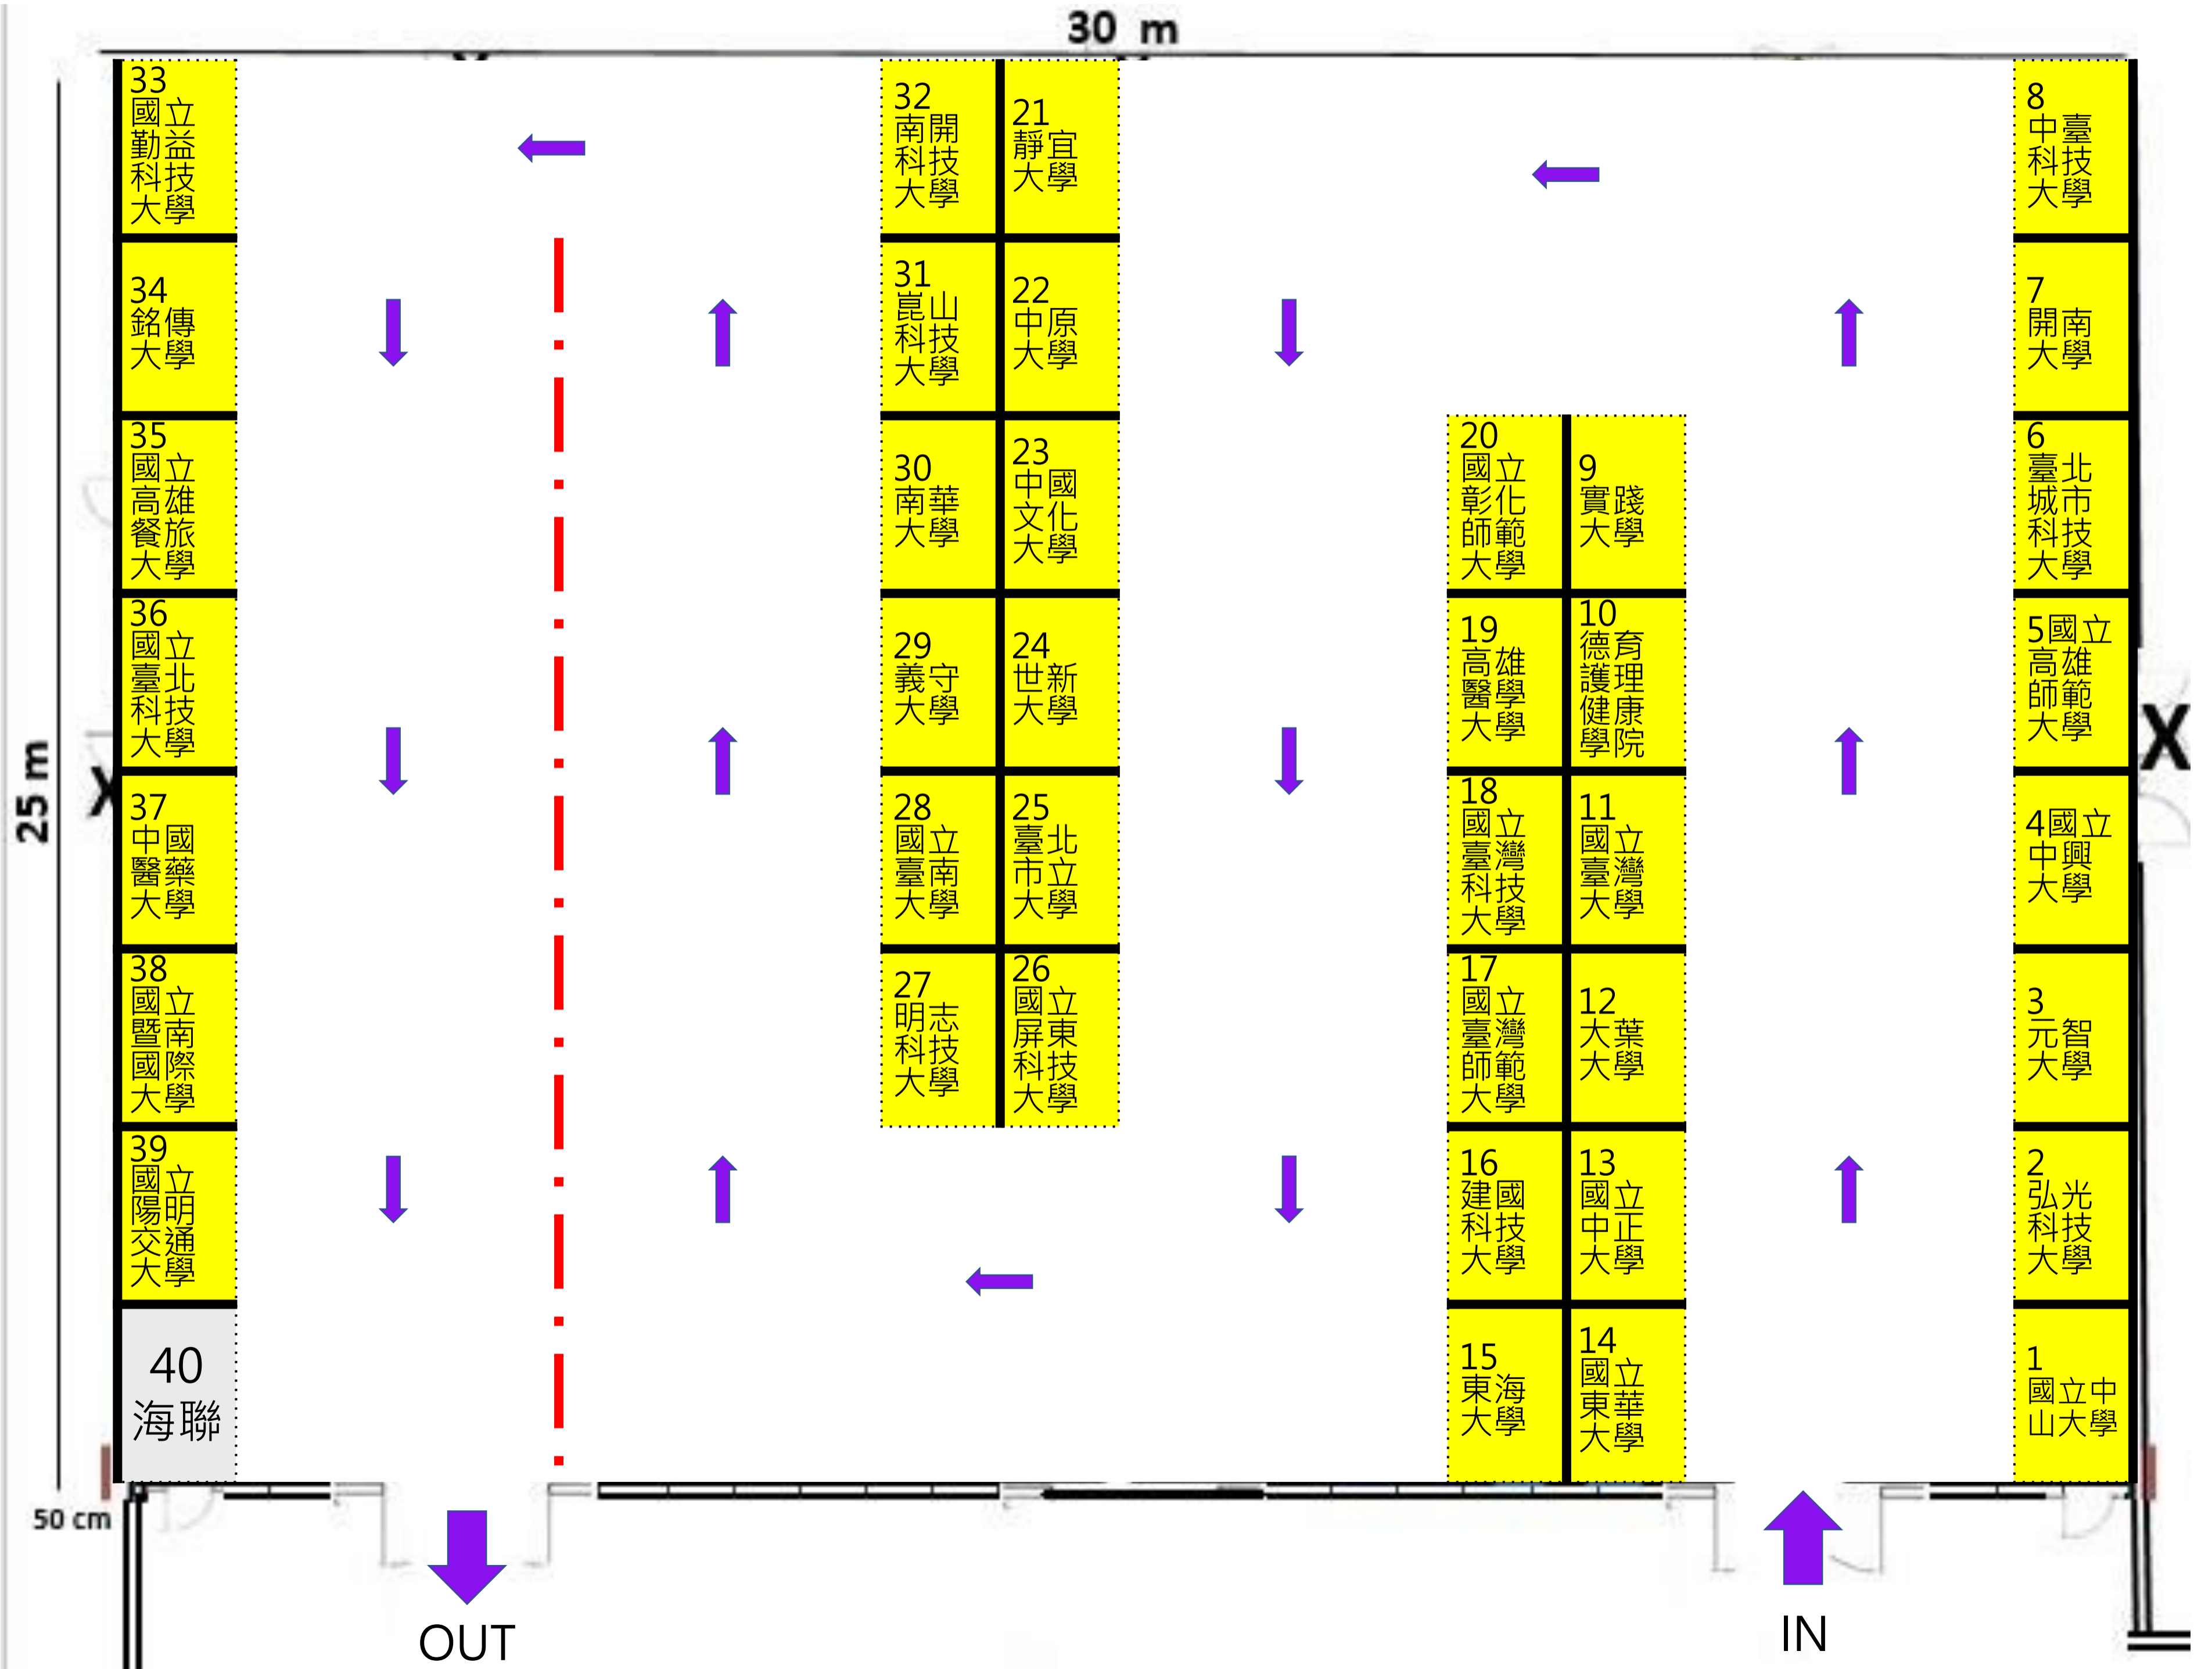 30 m
25 m
33
國立
勤益
科技
大學
34
銘傳
大學
35
國立
高雄
餐旅
大學
36
國立
臺北
科技
大學
37
中國
醫藥
大學
38
國立
暨南
國際
大學
39
國立
陽明
交通
大學
40
海聯
32
南開
科技
大學
31
崑山
科技
大學
30
南華
大學
29
義守
大學
28
國立
臺南
大學
27
明志
科技
大學
21
靜宜
大學
22
中原
大學
23
中國
文化
大學
24
世新
大學
25
臺北
市立
大學
26
國立
屏東
科技
大學
20
國立
彰化
師範
大學
19
高雄
醫學
大學
18
國立
臺灣
科技
大學
17
國立
臺灣
師範
大學
16
建國
科技
大學
15
東海
大學
9
實踐
大學
10
德育
護理
健康
學院
11
國立
臺灣
大學
12
大葉
大學
13
國立
中正
大學
14
國立
東華
大學
8
中臺
科技
大學
7
開南
大學
6
臺北
城市
科技
大學
5國立
高雄
師範
大學
4國立
中興
大學
3
元智
大學
2
弘光
科技
大學
1
國立中
山大學
X
X
50 cm
OUT
IN